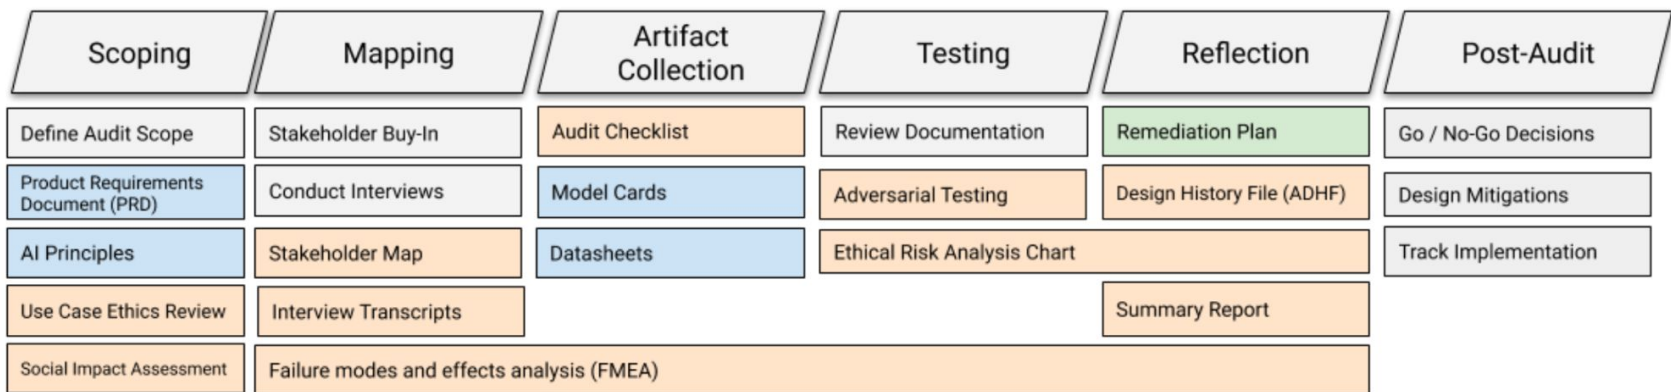 Scoping
Mapping
Artifact
Collection
Testing
Reflection
Post-Audit
Define Audit Scope
Stakeholder Buy-In
Audit Checklist
Review Documentation
Remediation Plan
Go / No-Go Decisions
Product Requirements
Document (PRD)
Conduct Interviews
Model Cards
Adversarial Testing
Design History File (ADHF)
Design Mitigations
AI Principles
Stakeholder Map
Datasheets
Ethical Risk Analysis Chart
Track Implementation
Use Case Ethics Review
Interview Transcripts
Summary Report
Social Impact Assessment
Failure modes and effects analysis (FMEA)